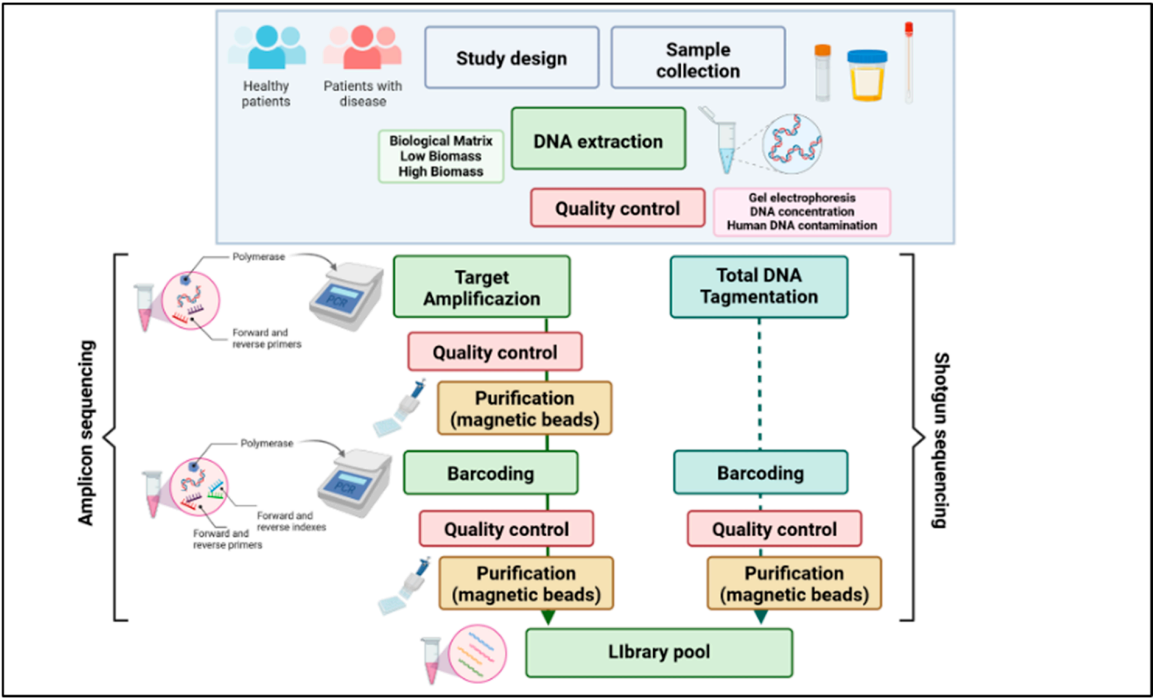 Study design
Sample
collection
Healthy
patients
Patients with
disease
Biological Matrix
Low Biomass
High Biomass
DNA extraction
Quality control
Gel electrophoresis
DNA concentration
Human DNA contamination
Amplicon sequencing
Polymerase
PCR
Forward and
reverse primers
Target
Amplificazion
Total DNA
Tagmentation
Quality control
Purification
(magnetic beads)
Polymerase
PCR
Forward and
reverse indexes
Forward and
reverse primers
Barcoding
Barcoding
Quality control
Quality control
Purification
(magnetic beads)
Purification
(magnetic beads)
Shotgun sequencing
LIbrary pool